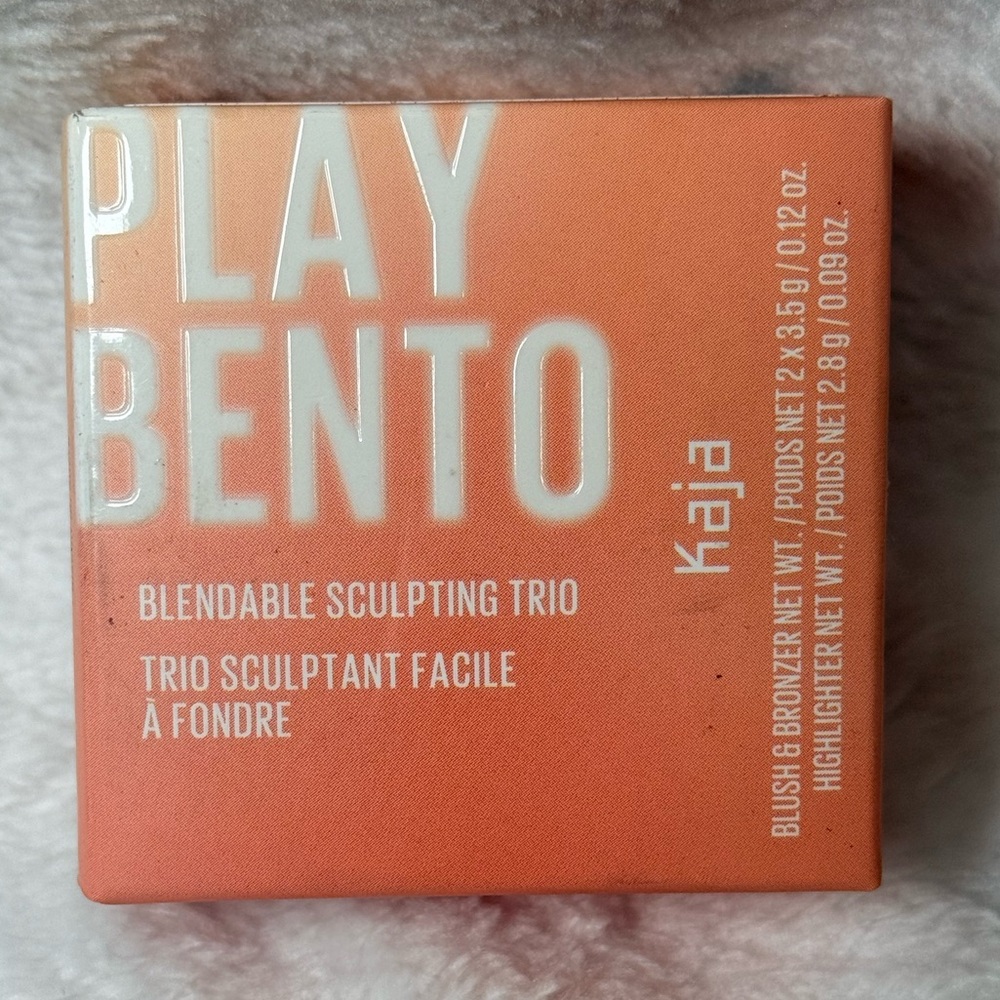 PLAY
BENTO
BLENDABLE SCULPTING TRIO
TRIO SCULPTANT FACILE
À FONDRE
Kaja
BLUSH & BRONZER NET WT. / POIDS NET 2 x 3.5 g / 0.12 oz.
HIGHLIGHTER NET WT. / POIDS NET 2.8 g / 0.09 oz.